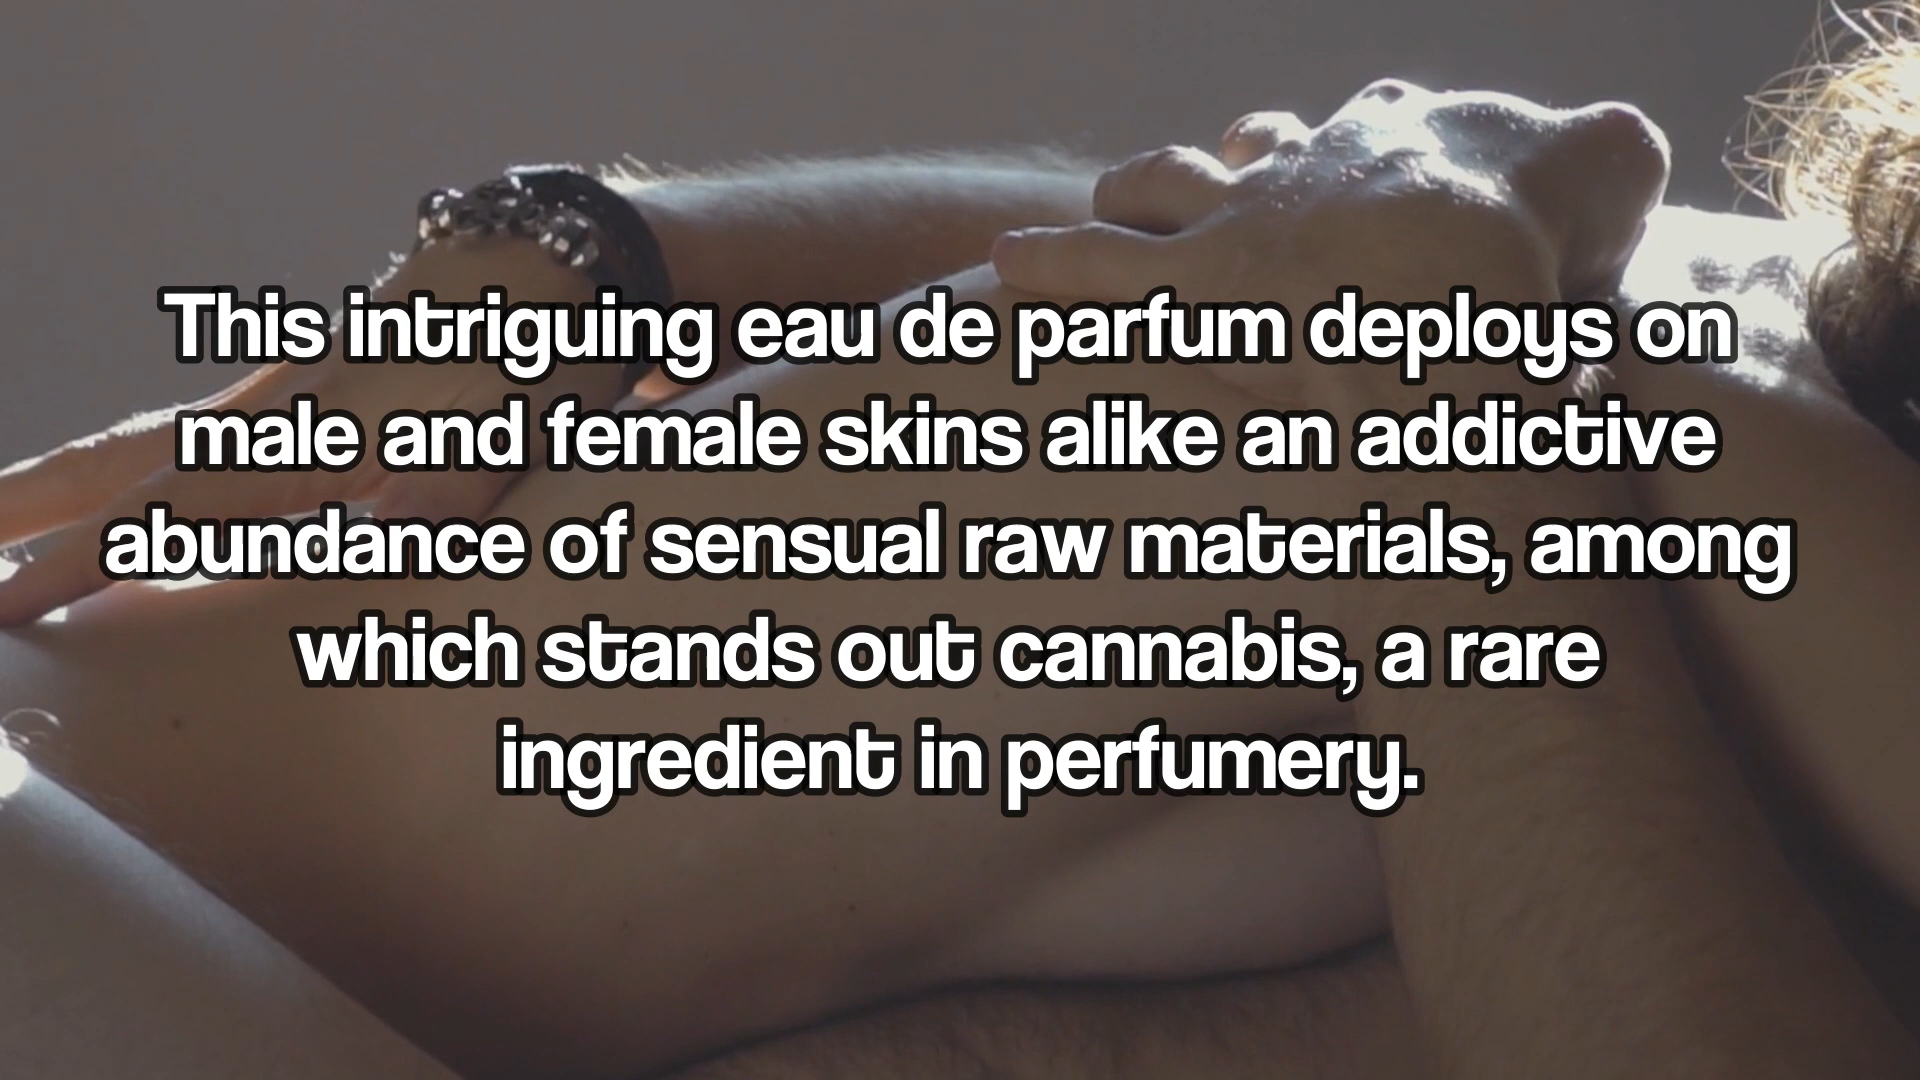 This intriguing eau de parfum deploys on
male and female skins alike an addictive
abundance of sensual raw materials, among
which stands out cannabis, a rare
ingredient in perfumery.